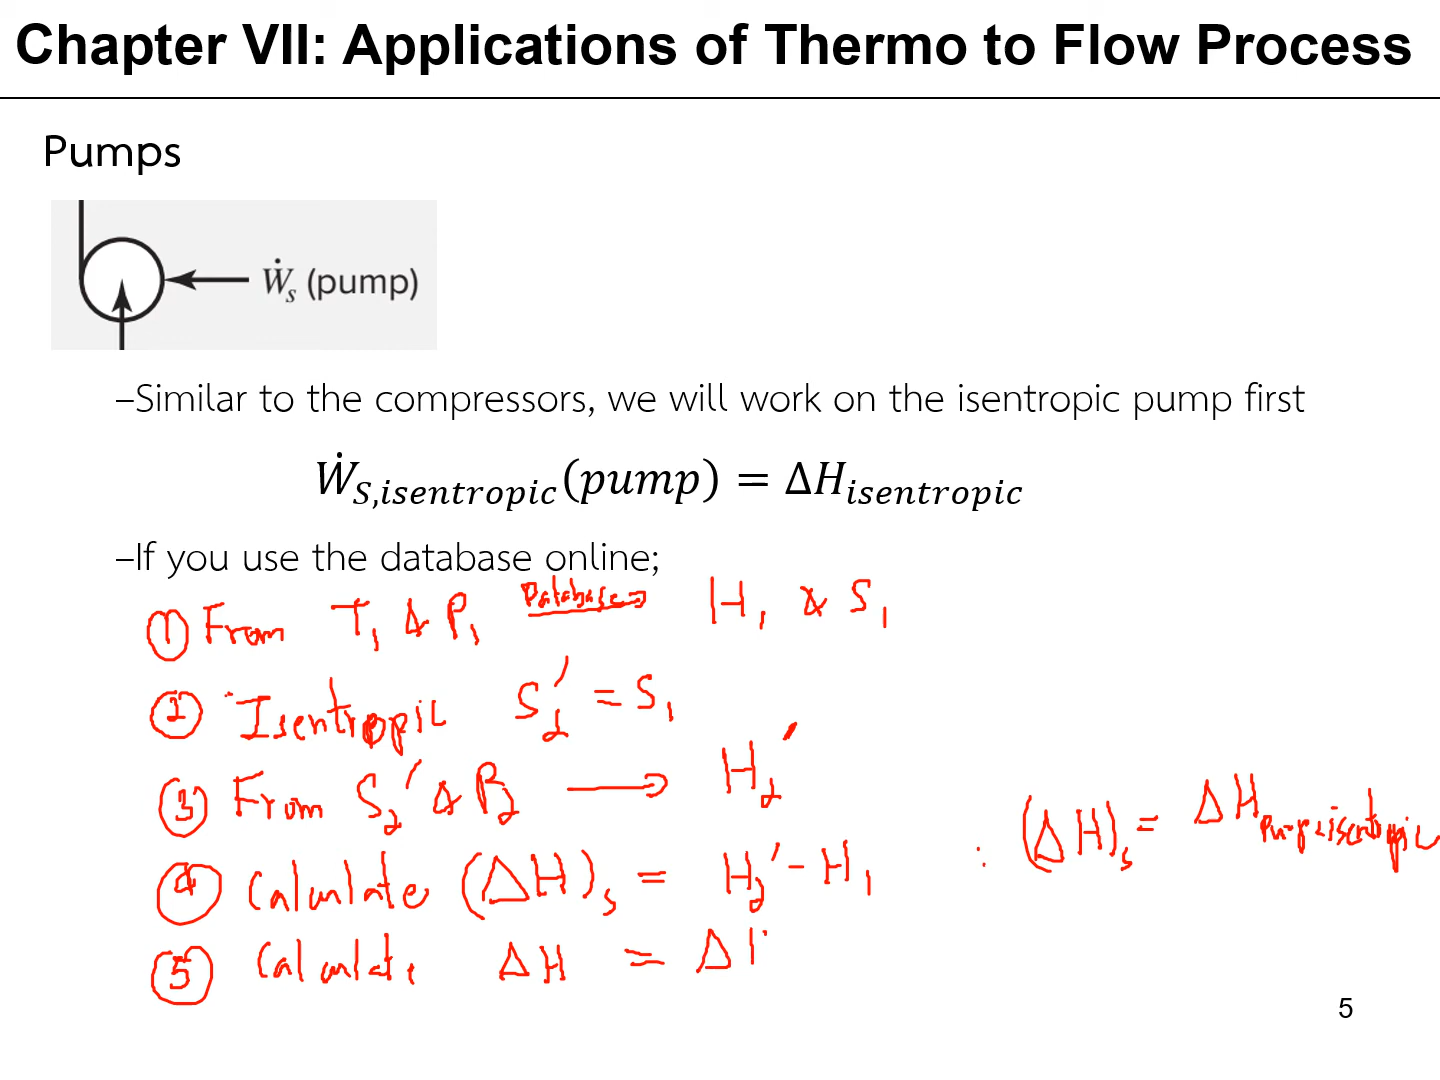 Chapter VII: Applications of Thermo to Flow Process
Pumps
Ẇs (pump)
–Similar to the compressors, we will work on the isentropic pump first
Ẇ_{S,isentropic}(pump) = ΔH_{isentropic}
–If you use the database online;
① From T₁ & P₁ Database → H₁ & S₁
② Isentropic S₂′ = S₁
③ From S₂′ & P₂ → H₂′
④ Calculate (ΔH)ₛ = H₂′ - H₁
: (ΔH)ₛ = ΔH
⑤ Calculate ΔH = Δ
5